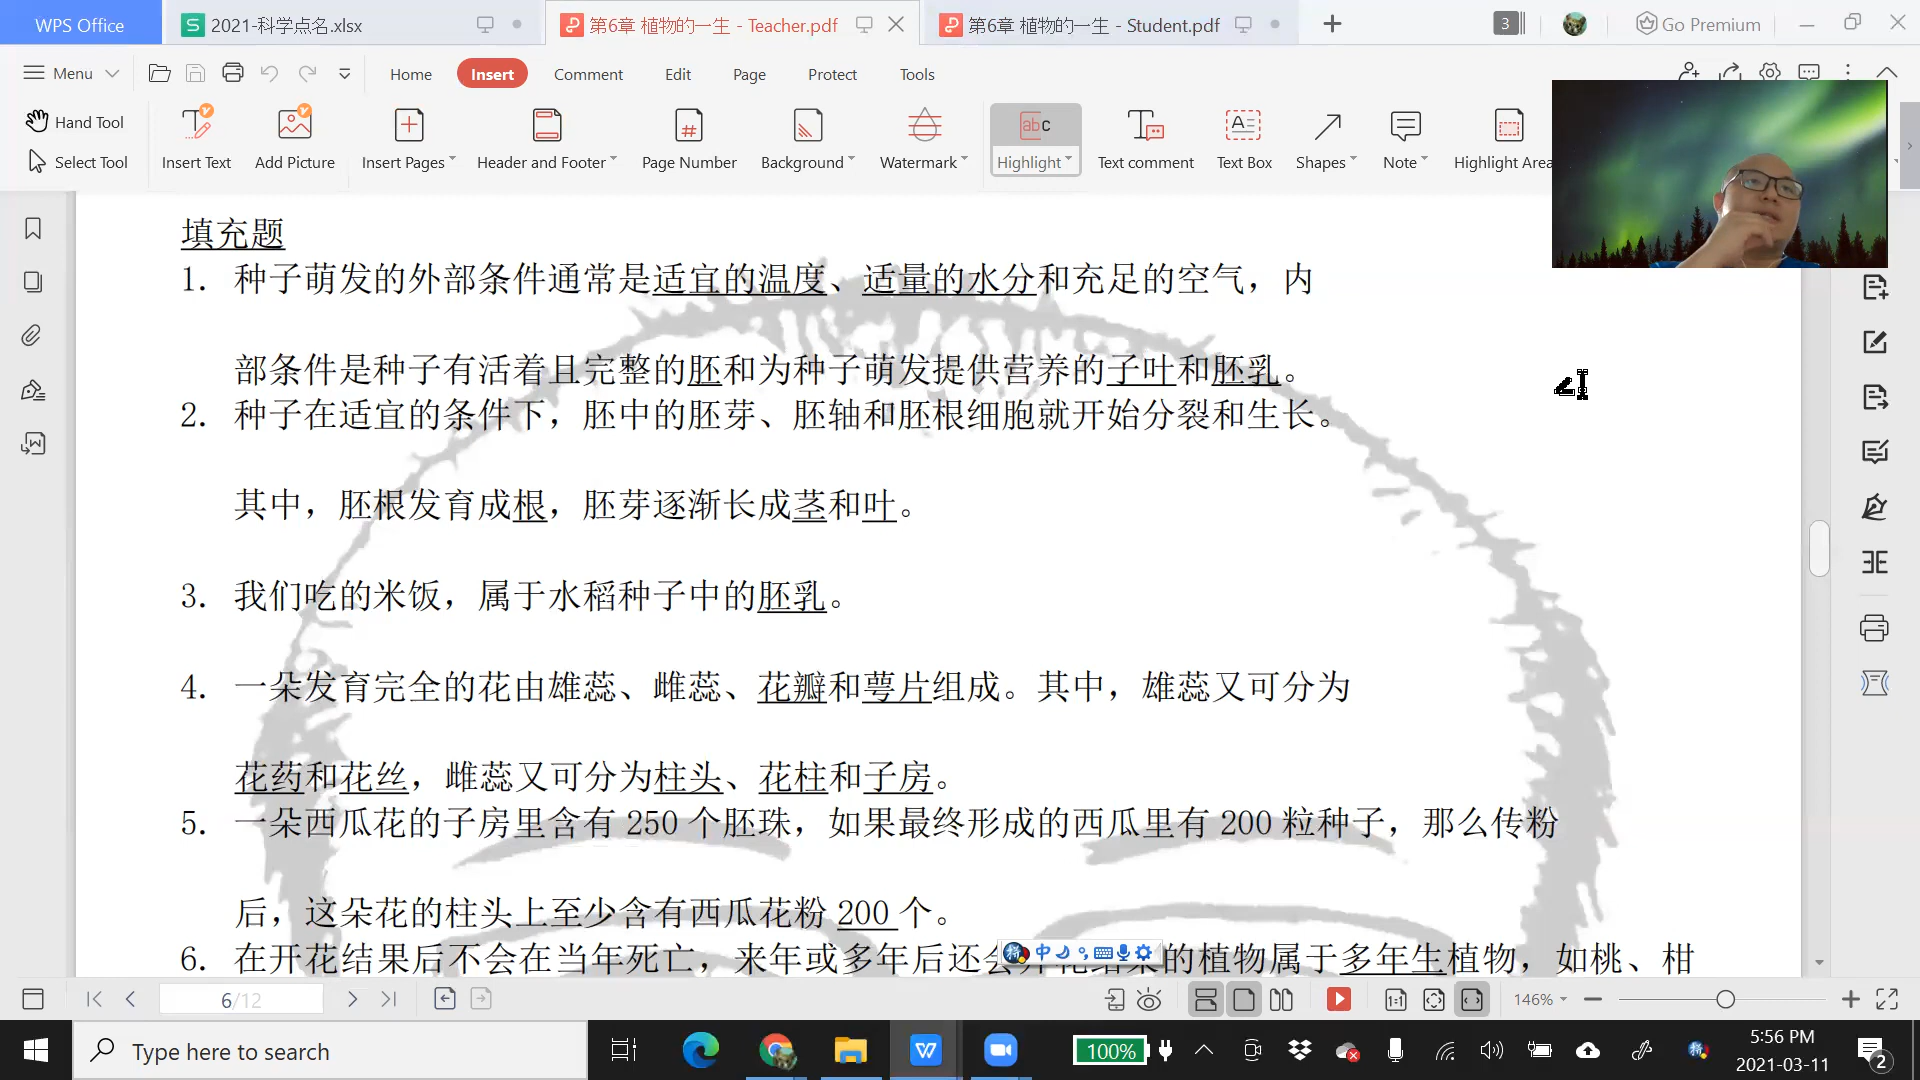 WPS Office
2021-科学点名.xlsx
第6章 植物的一生 - Teacher.pdf
第6章 植物的一生 - Student.pdf
3
Go Premium
Menu
Home
Insert
Comment
Edit
Page
Protect
Tools
Hand Tool
Select Tool
Insert Text
Add Picture
Insert Pages
Header and Footer
Page Number
Background
Watermark
Highlight
Text comment
Text Box
Shapes
Note
Highlight Area
填充题
1. 种子萌发的外部条件通常是适宜的温度、适量的水分和充足的空气，内
部条件是种子有活着且完整的胚和为种子萌发提供营养的子叶和胚乳。
2. 种子在适宜的条件下，胚中的胚芽、胚轴和胚根细胞就开始分裂和生长。
其中，胚根发育成根，胚芽逐渐长成茎和叶。
3. 我们吃的米饭，属于水稻种子中的胚乳。
4. 一朵发育完全的花由雄蕊、雌蕊、花瓣和萼片组成。其中，雄蕊又可分为
花药和花丝，雌蕊又可分为柱头、花柱和子房。
5. 一朵西瓜花的子房里含有 250 个胚珠，如果最终形成的西瓜里有 200 粒种子，那么传粉
后，这朵花的柱头上至少含有西瓜花粉 200 个。
6. 在开花结果后不会在当年死亡，来年或多年后还会
的植物属于多年生植物，如桃、柑
中
6/12
146%
Type here to search
100%
5:56 PM
2021-03-11
2